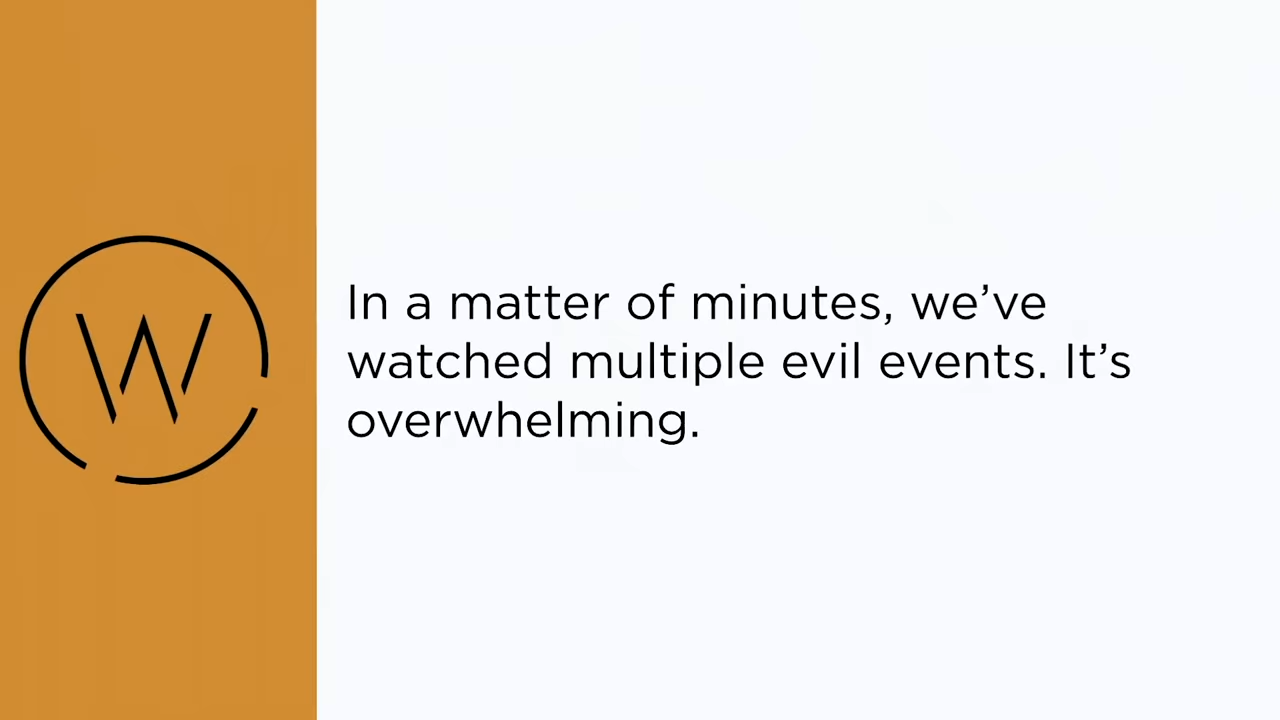 W
In a matter of minutes, we’ve
watched multiple evil events. It’s
overwhelming.